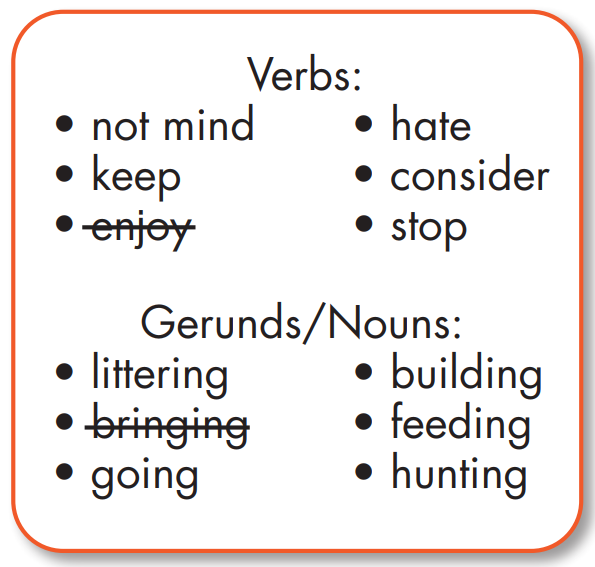 Verbs:
• not mind • hate
• keep • consider
• enjoy • stop
Gerunds/Nouns:
• littering • building
• bringing • feeding
• going • hunting